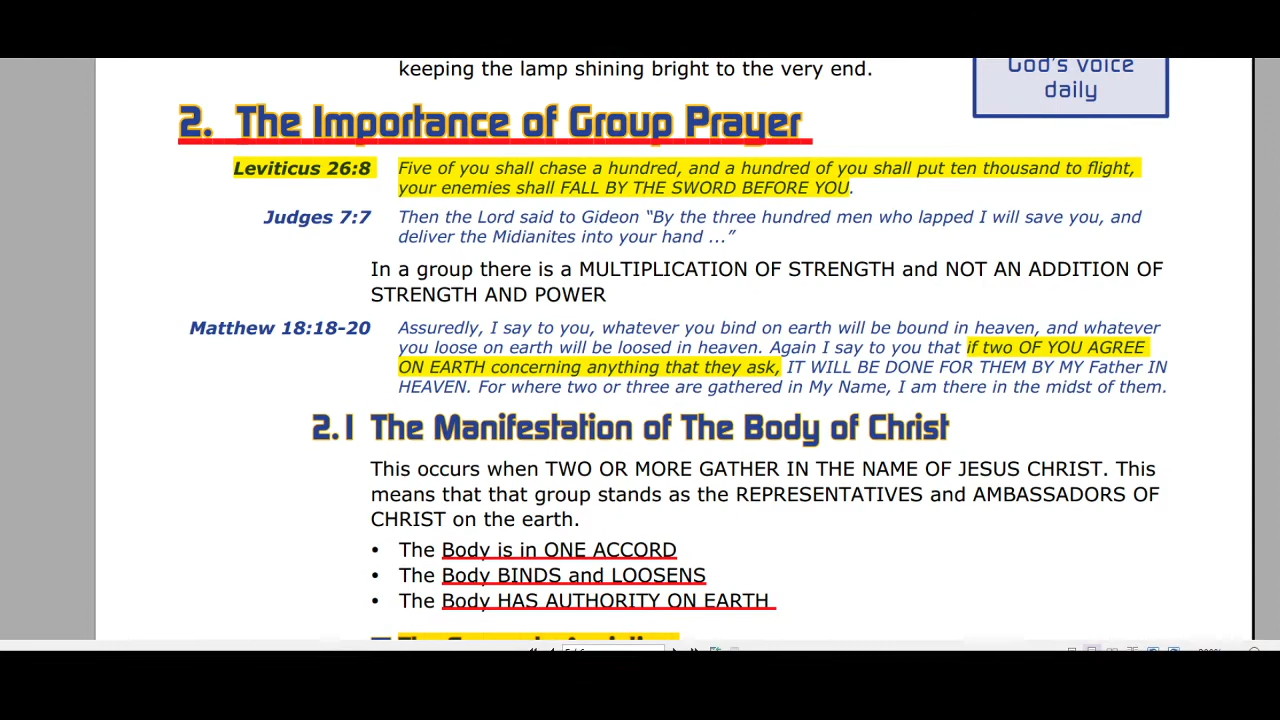 keeping the lamp shining bright to the very end.
God's voice
daily
2. The Importance of Group Prayer
Leviticus 26:8 Five of you shall chase a hundred, and a hundred of you shall put ten thousand to flight,
your enemies shall FALL BY THE SWORD BEFORE YOU.
Judges 7:7 Then the Lord said to Gideon “By the three hundred men who lapped I will save you, and
deliver the Midianites into your hand ...”
In a group there is a MULTIPLICATION OF STRENGTH and NOT AN ADDITION OF
STRENGTH AND POWER
Matthew 18:18-20 Assuredly, I say to you, whatever you bind on earth will be bound in heaven, and whatever
you loose on earth will be loosed in heaven. Again I say to you that if two OF YOU AGREE
ON EARTH concerning anything that they ask, IT WILL BE DONE FOR THEM BY MY Father IN
HEAVEN. For where two or three are gathered in My Name, I am there in the midst of them.
2.1 The Manifestation of The Body of Christ
This occurs when TWO OR MORE GATHER IN THE NAME OF JESUS CHRIST. This
means that that group stands as the REPRESENTATIVES and AMBASSADORS OF
CHRIST on the earth.
• The Body is in ONE ACCORD
• The Body BINDS and LOOSENS
• The Body HAS AUTHORITY ON EARTH